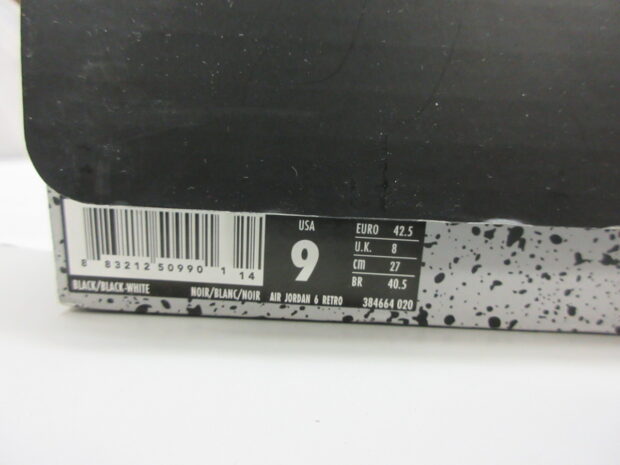 8 83212 50990 1 14
USA
9
EURO 42.5
U.K. 8
cm 27
BR 40.5
BLACK/BLACK-WHITE NOIR/BLANC/NOIR AIR JORDAN 6 RETRO 384664 020